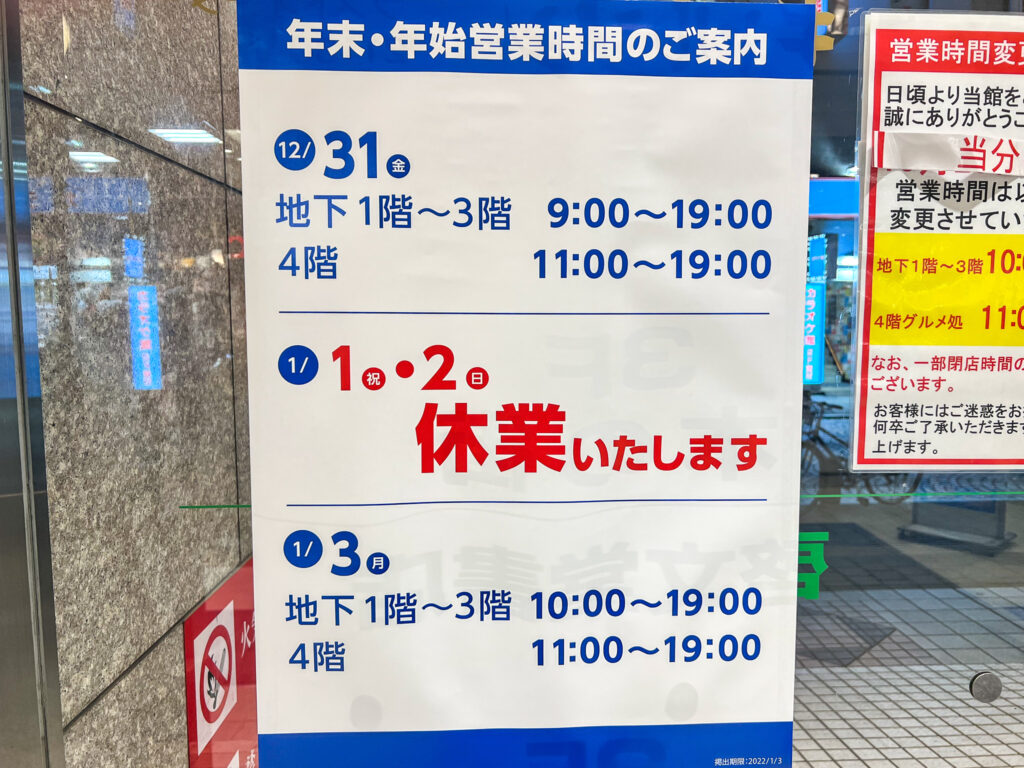 年末・年始営業時間のご案内
12/31金
地下1階～3階 9:00～19:00
4階 11:00～19:00
1/1祝・2日
休業いたします
1/3月
地下1階～3階 10:00～19:00
4階 11:00～19:00
掲出期限:2022/1/3
営業時間変
日頃より当館を
誠にありがとうご
当分
営業時間は
変更させてい
地下1階～3階 10:
4階グルメ処 11:
なお、一部閉店時間の
ございます。
お客様にはご迷惑をお
何卒ご了承いただきます
上げます。
カラオケ館